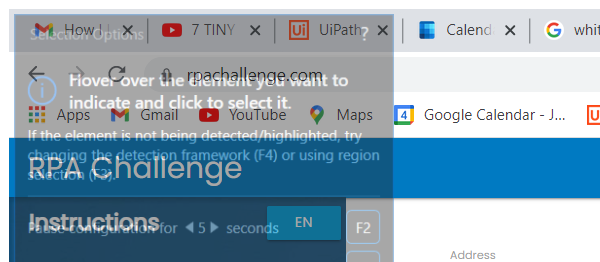 How I
7 TINY
UiPath
Calend
whit
Selection Options
?
rpachallenge.com
Hover over the element you want to
indicate and click to select it.
Apps
Gmail
YouTube
Maps
4
Google Calendar - J...
If the element is not being detected/highlighted, try
changing the detection framework (F4) or using region
selection (F3).
RPA Challenge
Instructions
EN
Pause configuration for
5
seconds
F2
Address